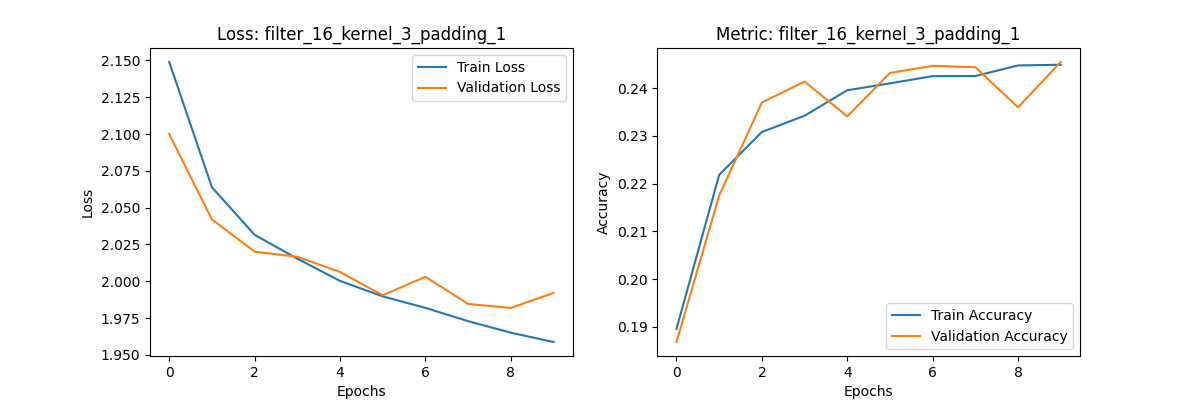 Loss: filter_16_kernel_3_padding_1
2.150
2.125
2.100
2.075
2.050
2.025
2.000
1.975
1.950
Loss
Train Loss
Validation Loss
0 2 4 6 8
Epochs
Metric: filter_16_kernel_3_padding_1
0.24
0.23
0.22
0.21
0.20
0.19
Accuracy
Train Accuracy
Validation Accuracy
0 2 4 6 8
Epochs